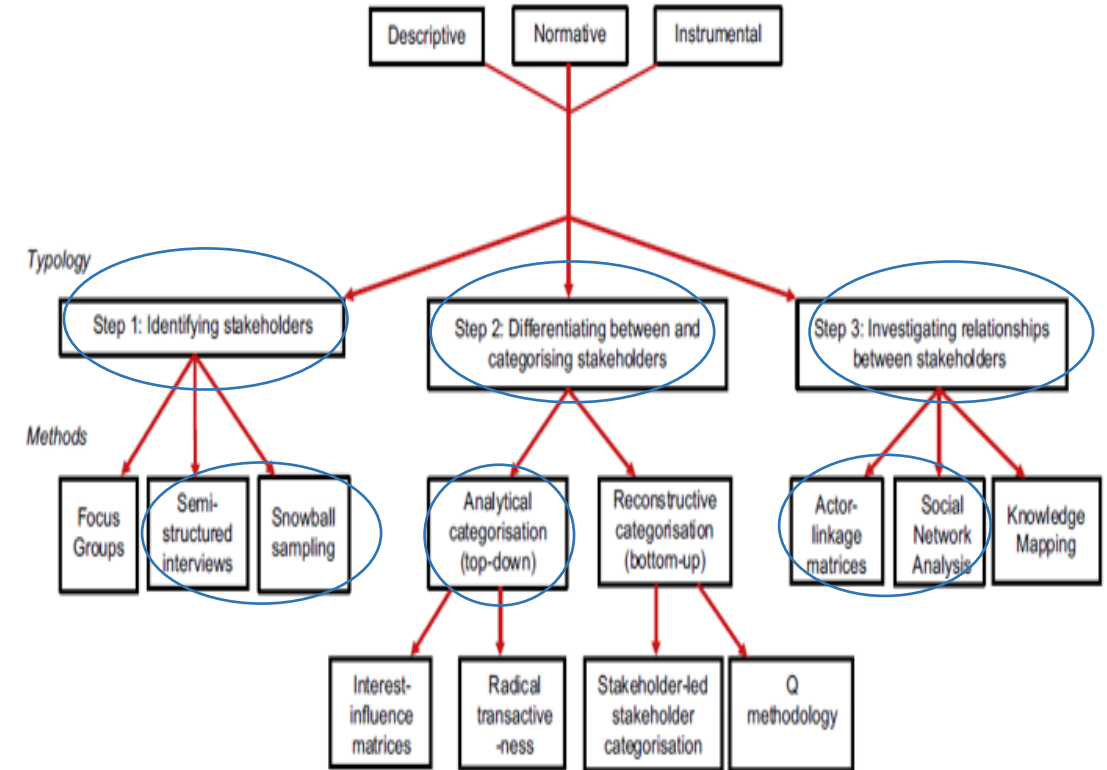 Descriptive
Normative
Instrumental
Typology
Step 1: Identifying stakeholders
Step 2: Differentiating between and
categorising stakeholders
Step 3: Investigating relationships
between stakeholders
Methods
Focus
Groups
Semi-
structured
interviews
Snowball
sampling
Analytical
categorisation
(top-down)
Reconstructive
categorisation
(bottom-up)
Actor-
linkage
matrices
Social
Network
Analysis
Knowledge
Mapping
Interest-
influence
matrices
Radical
transactive
-ness
Stakeholder-led
stakeholder
categorisation
Q
methodology